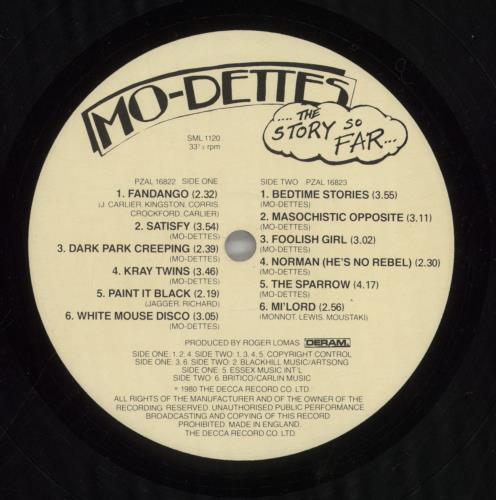 MO-DETTES
.... THE
STORY SO
FAR...
SML 1120
33⅓ rpm
PZAL 16822 SIDE ONE
1. FANDANGO (2.32)
(J. CARLIER, KINGSTON, CORRIS,
CROCKFORD, CARLIER)
2. SATISFY (3.54)
(MO-DETTES)
3. DARK PARK CREEPING (2.39)
(MO-DETTES)
4. KRAY TWINS (3.46)
(MO-DETTES)
5. PAINT IT BLACK (2.19)
(JAGGER, RICHARD)
6. WHITE MOUSE DISCO (3.05)
(MO-DETTES)
SIDE TWO PZAL 16823
1. BEDTIME STORIES (3.55)
(MO-DETTES)
2. MASOCHISTIC OPPOSITE (3.11)
(MO-DETTES)
3. FOOLISH GIRL (3.02)
(MO-DETTES)
4. NORMAN (HE'S NO REBEL) (2.30)
(MO-DETTES)
5. THE SPARROW (4.17)
(MO-DETTES)
6. MI'LORD (2.56)
(MONNOT, LEWIS, MOUSTAKI)
PRODUCED BY ROGER LOMAS DERAM
SIDE ONE: 1. 2. 4. SIDE TWO: 1. 3. 4. 5. COPYRIGHT CONTROL
SIDE ONE: 3. 6. SIDE TWO: 2. BLACKHILL MUSIC/ARTSONG
SIDE ONE: 5. ESSEX MUSIC INT'L
SIDE TWO: 6. BRITICO/CARLIN MUSIC
℗ 1980 THE DECCA RECORD CO. LTD.
ALL RIGHTS OF THE MANUFACTURER AND OF THE OWNER OF THE
RECORDING RESERVED. UNAUTHORISED PUBLIC PERFORMANCE
BROADCASTING AND COPYING OF THIS RECORD
PROHIBITED. MADE IN ENGLAND.
THE DECCA RECORD CO. LTD.